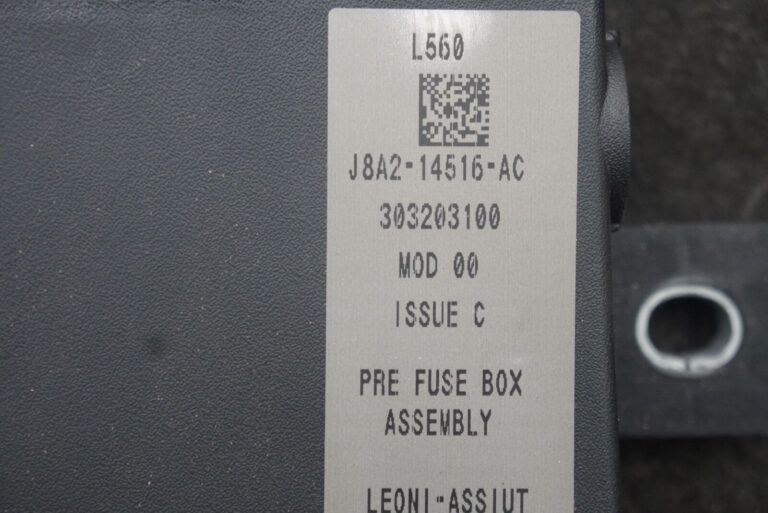 L560
J8A2-14516-AC
303203100
MOD 00
ISSUE C
PRE FUSE BOX
ASSEMBLY
LEONI-ASSIUT